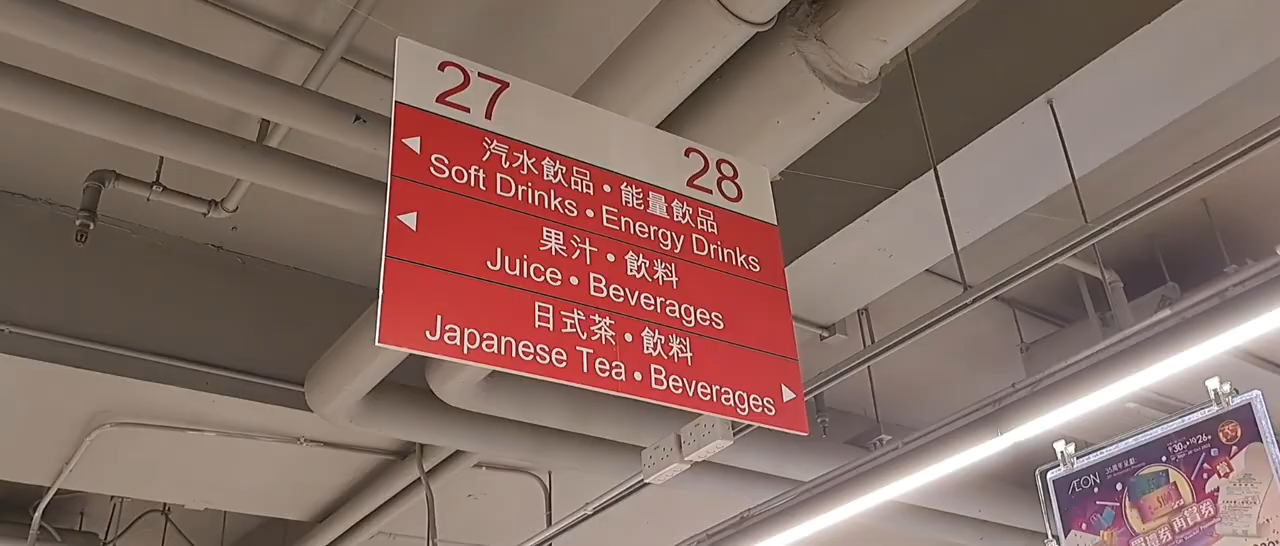 27
28
汽水飲品•能量飲品
Soft Drinks • Energy Drinks
果汁•飲料
Juice • Beverages
日式茶•飲料
Japanese Tea • Beverages
ÆON